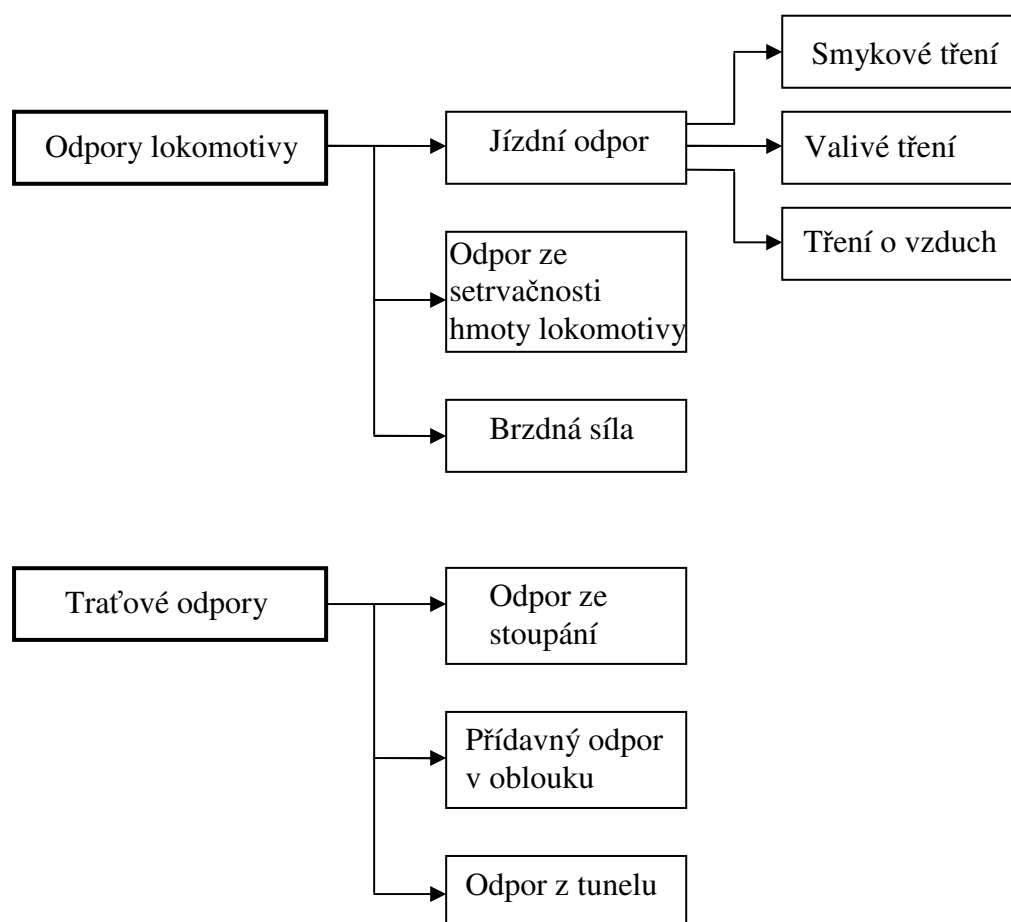 Smykové tření
Odpory lokomotivy
Jízdní odpor
Valivé tření
Tření o vzduch
Odpor ze
setrvačnosti
hmoty lokomotivy
Brzdná síla
Traťové odpory
Odpor ze
stoupání
Přídavný odpor
v oblouku
Odpor z tunelu